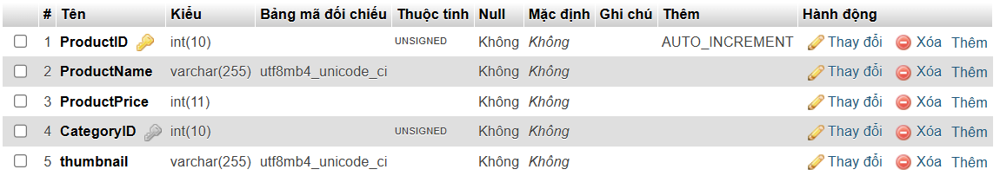 # Tên Kiểu Bảng mã đối chiếu Thuộc tính Null Mặc định Ghi chú Thêm Hành động
1 ProductID int(10) UNSIGNED Không Không AUTO_INCREMENT Thay đổi Xóa Thêm
2 ProductName varchar(255) utf8mb4_unicode_ci Không Không Thay đổi Xóa Thêm
3 ProductPrice int(11) Không Không Thay đổi Xóa Thêm
4 CategoryID int(10) UNSIGNED Không Không Thay đổi Xóa Thêm
5 thumbnail varchar(255) utf8mb4_unicode_ci Không Không Thay đổi Xóa Thêm